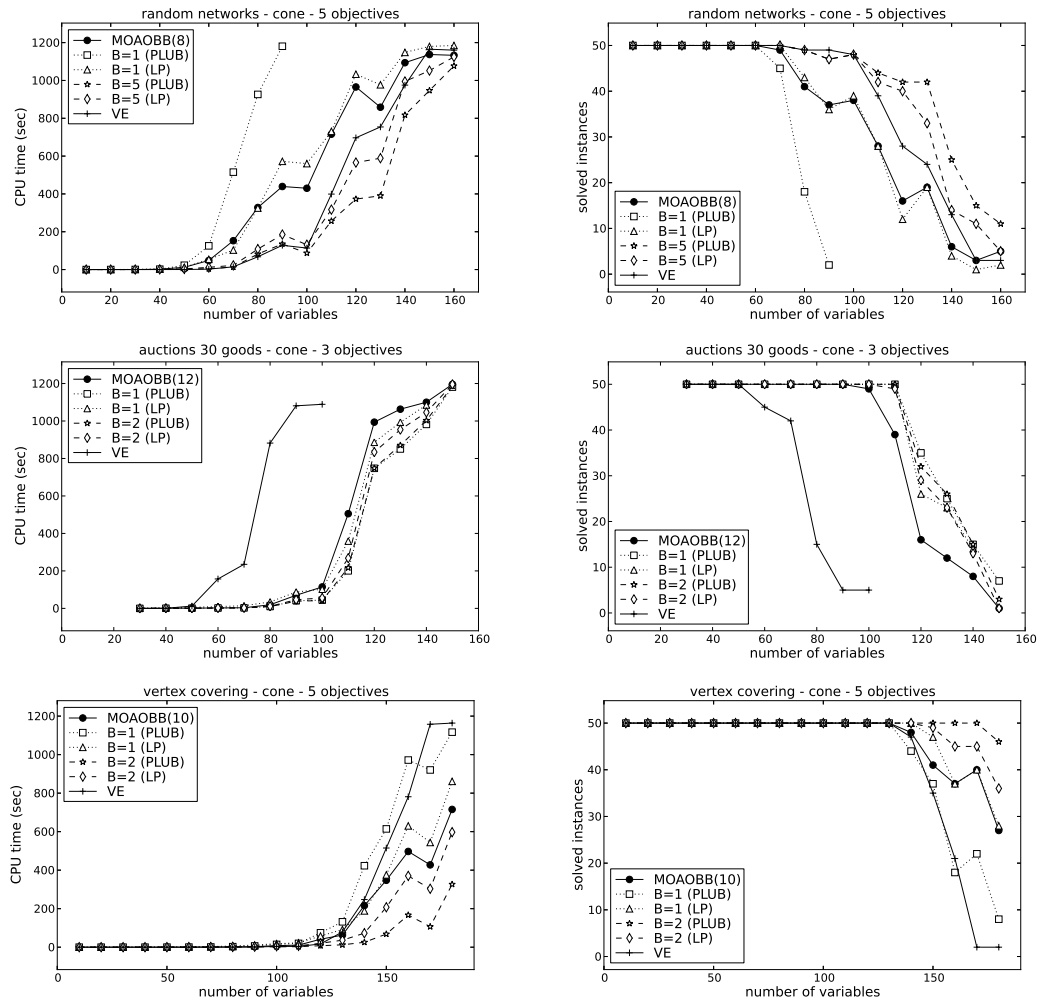 random networks - cone - 5 objectives
CPU time (sec)
1200
1000
800
600
400
200
0
MOAOBB(8)
B=1 (PLUB)
B=1 (LP)
B=5 (PLUB)
B=5 (LP)
VE
0 20 40 60 80 100 120 140 160
number of variables
random networks - cone - 5 objectives
solved instances
50
40
30
20
10
0
MOAOBB(8)
B=1 (PLUB)
B=1 (LP)
B=5 (PLUB)
B=5 (LP)
VE
0 20 40 60 80 100 120 140 160
number of variables
auctions 30 goods - cone - 3 objectives
CPU time (sec)
1200
1000
800
600
400
200
0
MOAOBB(12)
B=1 (PLUB)
B=1 (LP)
B=2 (PLUB)
B=2 (LP)
VE
0 20 40 60 80 100 120 140 160
number of variables
auctions 30 goods - cone - 3 objectives
solved instances
50
40
30
20
10
0
MOAOBB(12)
B=1 (PLUB)
B=1 (LP)
B=2 (PLUB)
B=2 (LP)
VE
0 20 40 60 80 100 120 140 160
number of variables
vertex covering - cone - 5 objectives
CPU time (sec)
1200
1000
800
600
400
200
0
MOAOBB(10)
B=1 (PLUB)
B=1 (LP)
B=2 (PLUB)
B=2 (LP)
VE
0 50 100 150
number of variables
vertex covering - cone - 5 objectives
solved instances
50
40
30
20
10
0
MOAOBB(10)
B=1 (PLUB)
B=1 (LP)
B=2 (PLUB)
B=2 (LP)
VE
0 50 100 150
number of variables